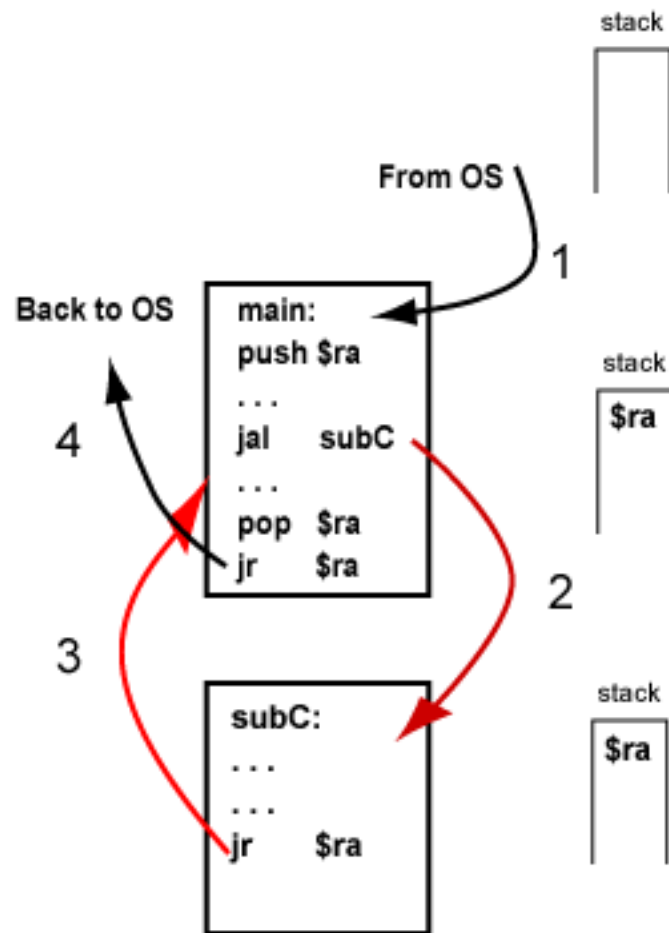 stack
From OS
1
Back to OS
main:
push $ra
. . .
jal subC
. . .
pop $ra
jr $ra
4
stack
$ra
2
3
subC:
. . .
. . .
jr $ra
stack
$ra